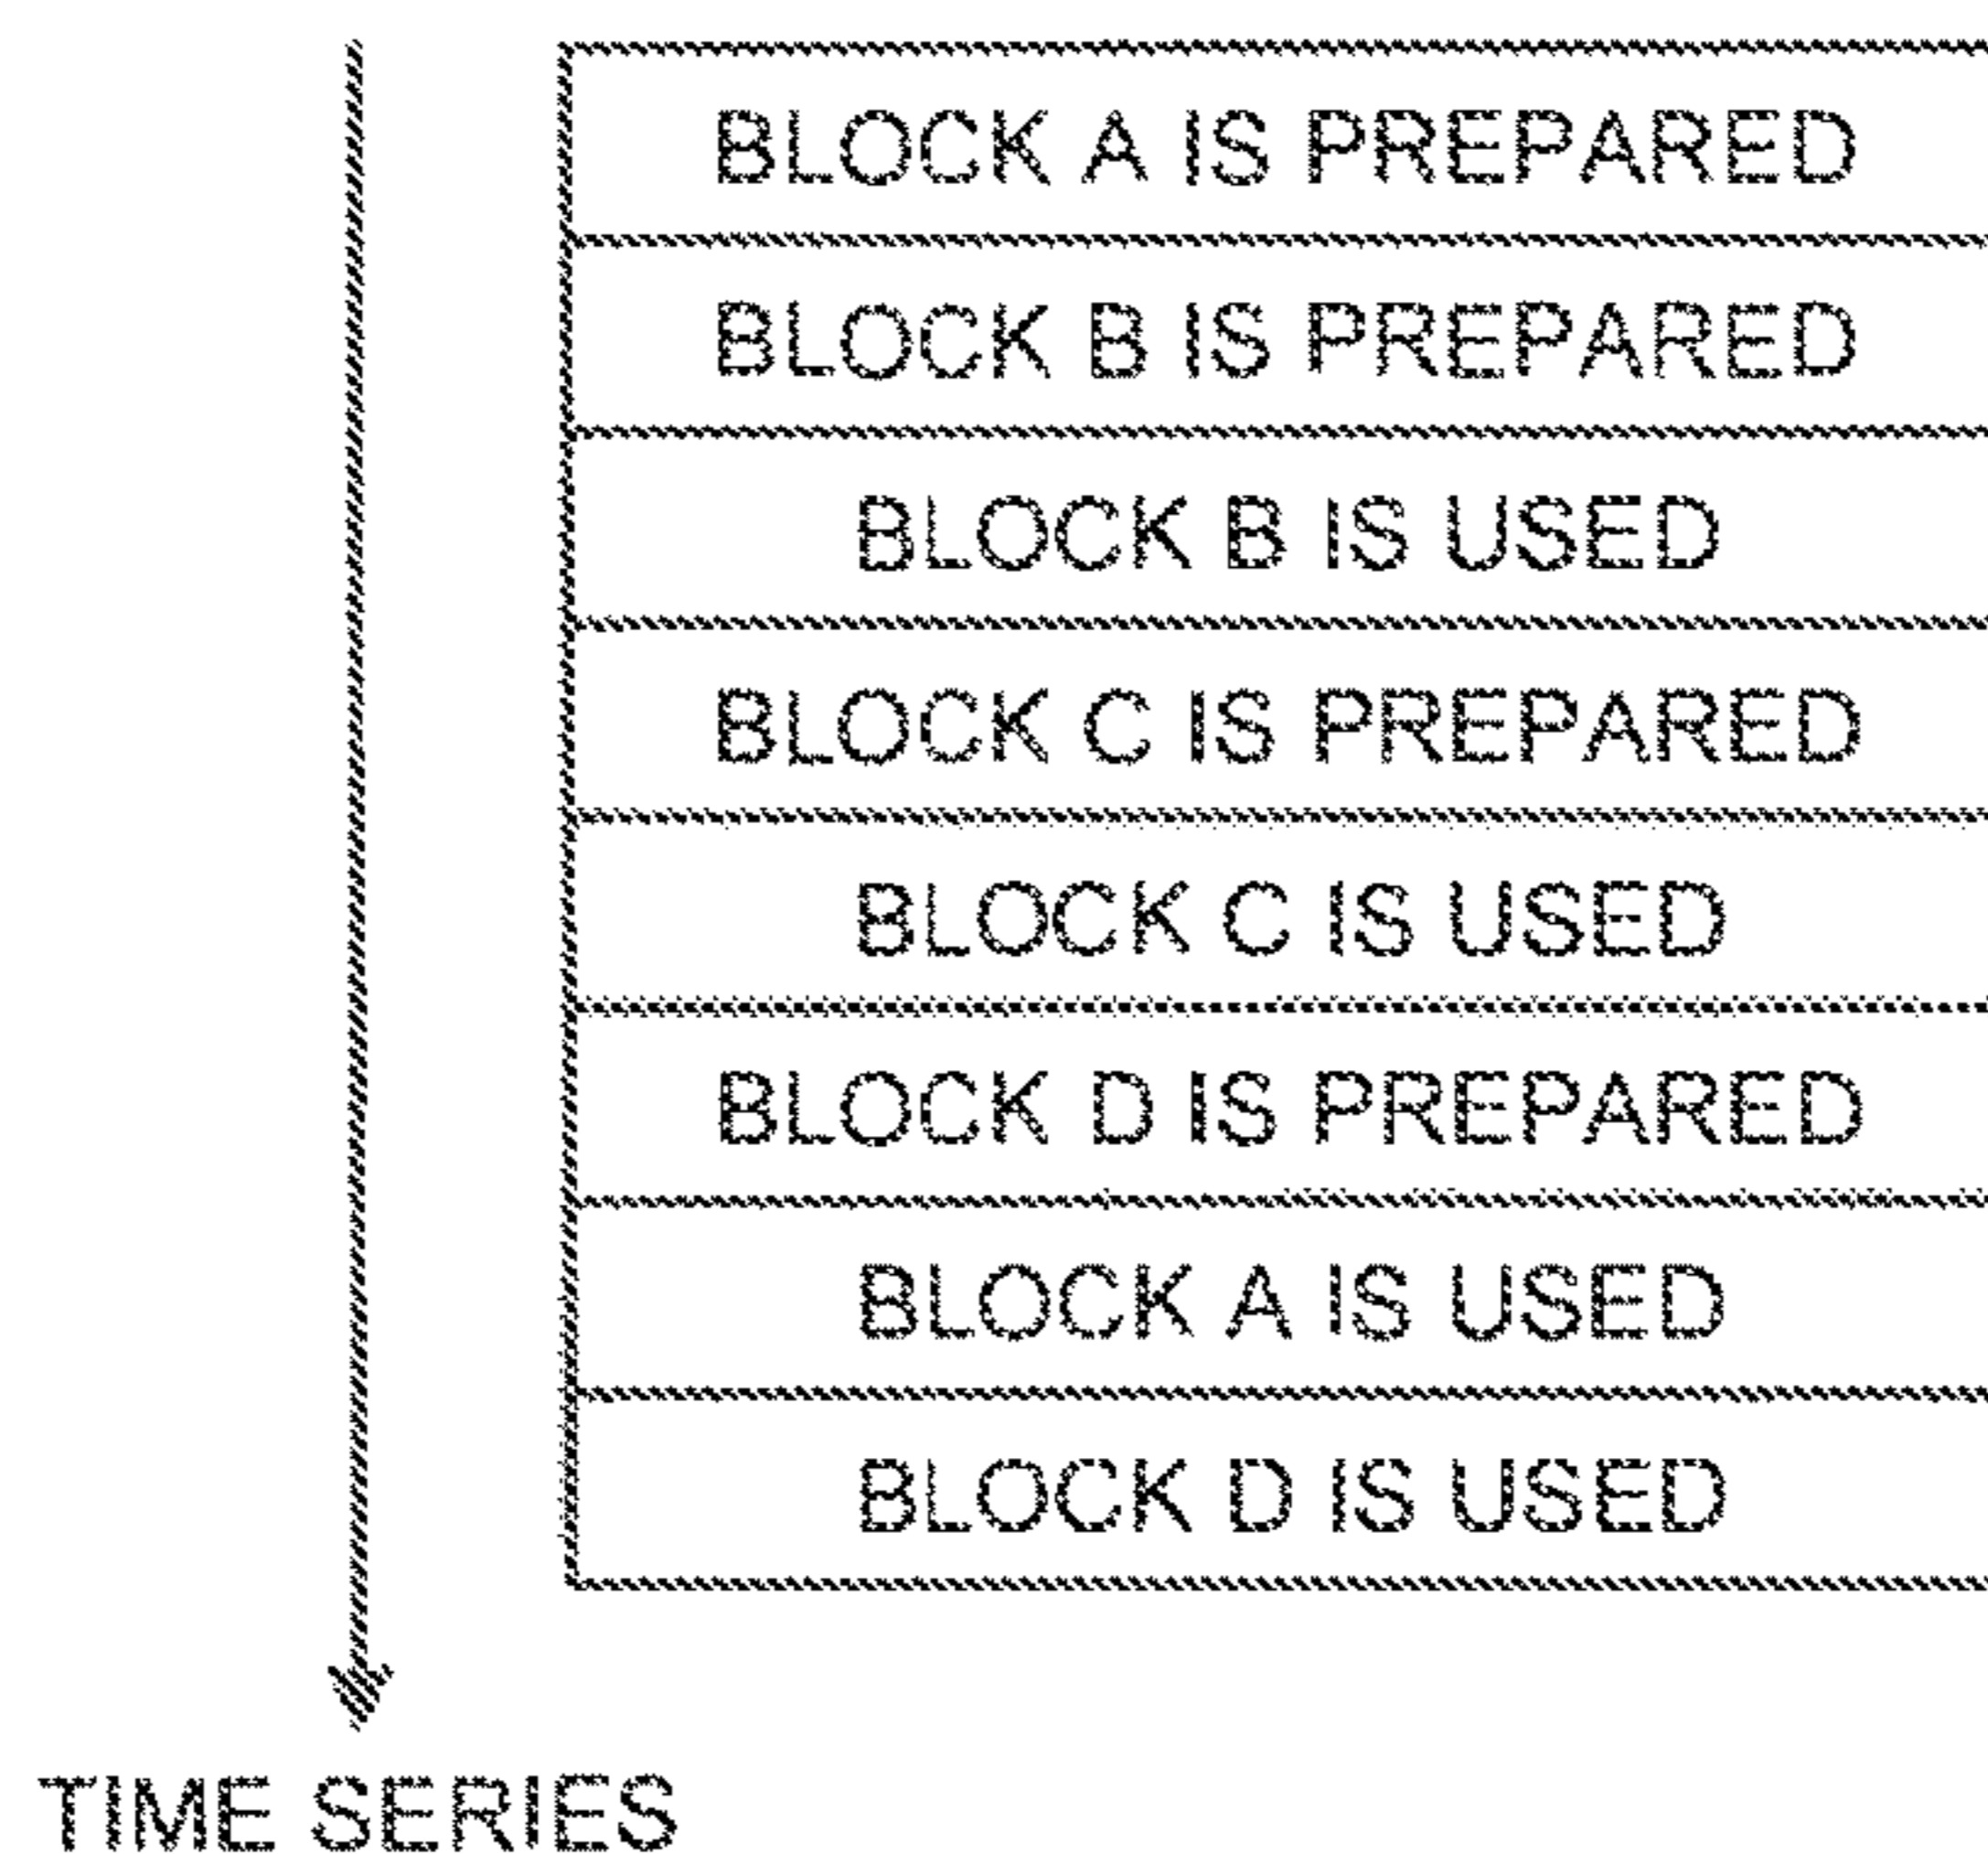 BLOCK A IS PREPARED
BLOCK B IS PREPARED
BLOCK B IS USED
BLOCK C IS PREPARED
BLOCK C IS USED
BLOCK D IS PREPARED
BLOCK A IS USED
BLOCK D IS USED
TIME SERIES